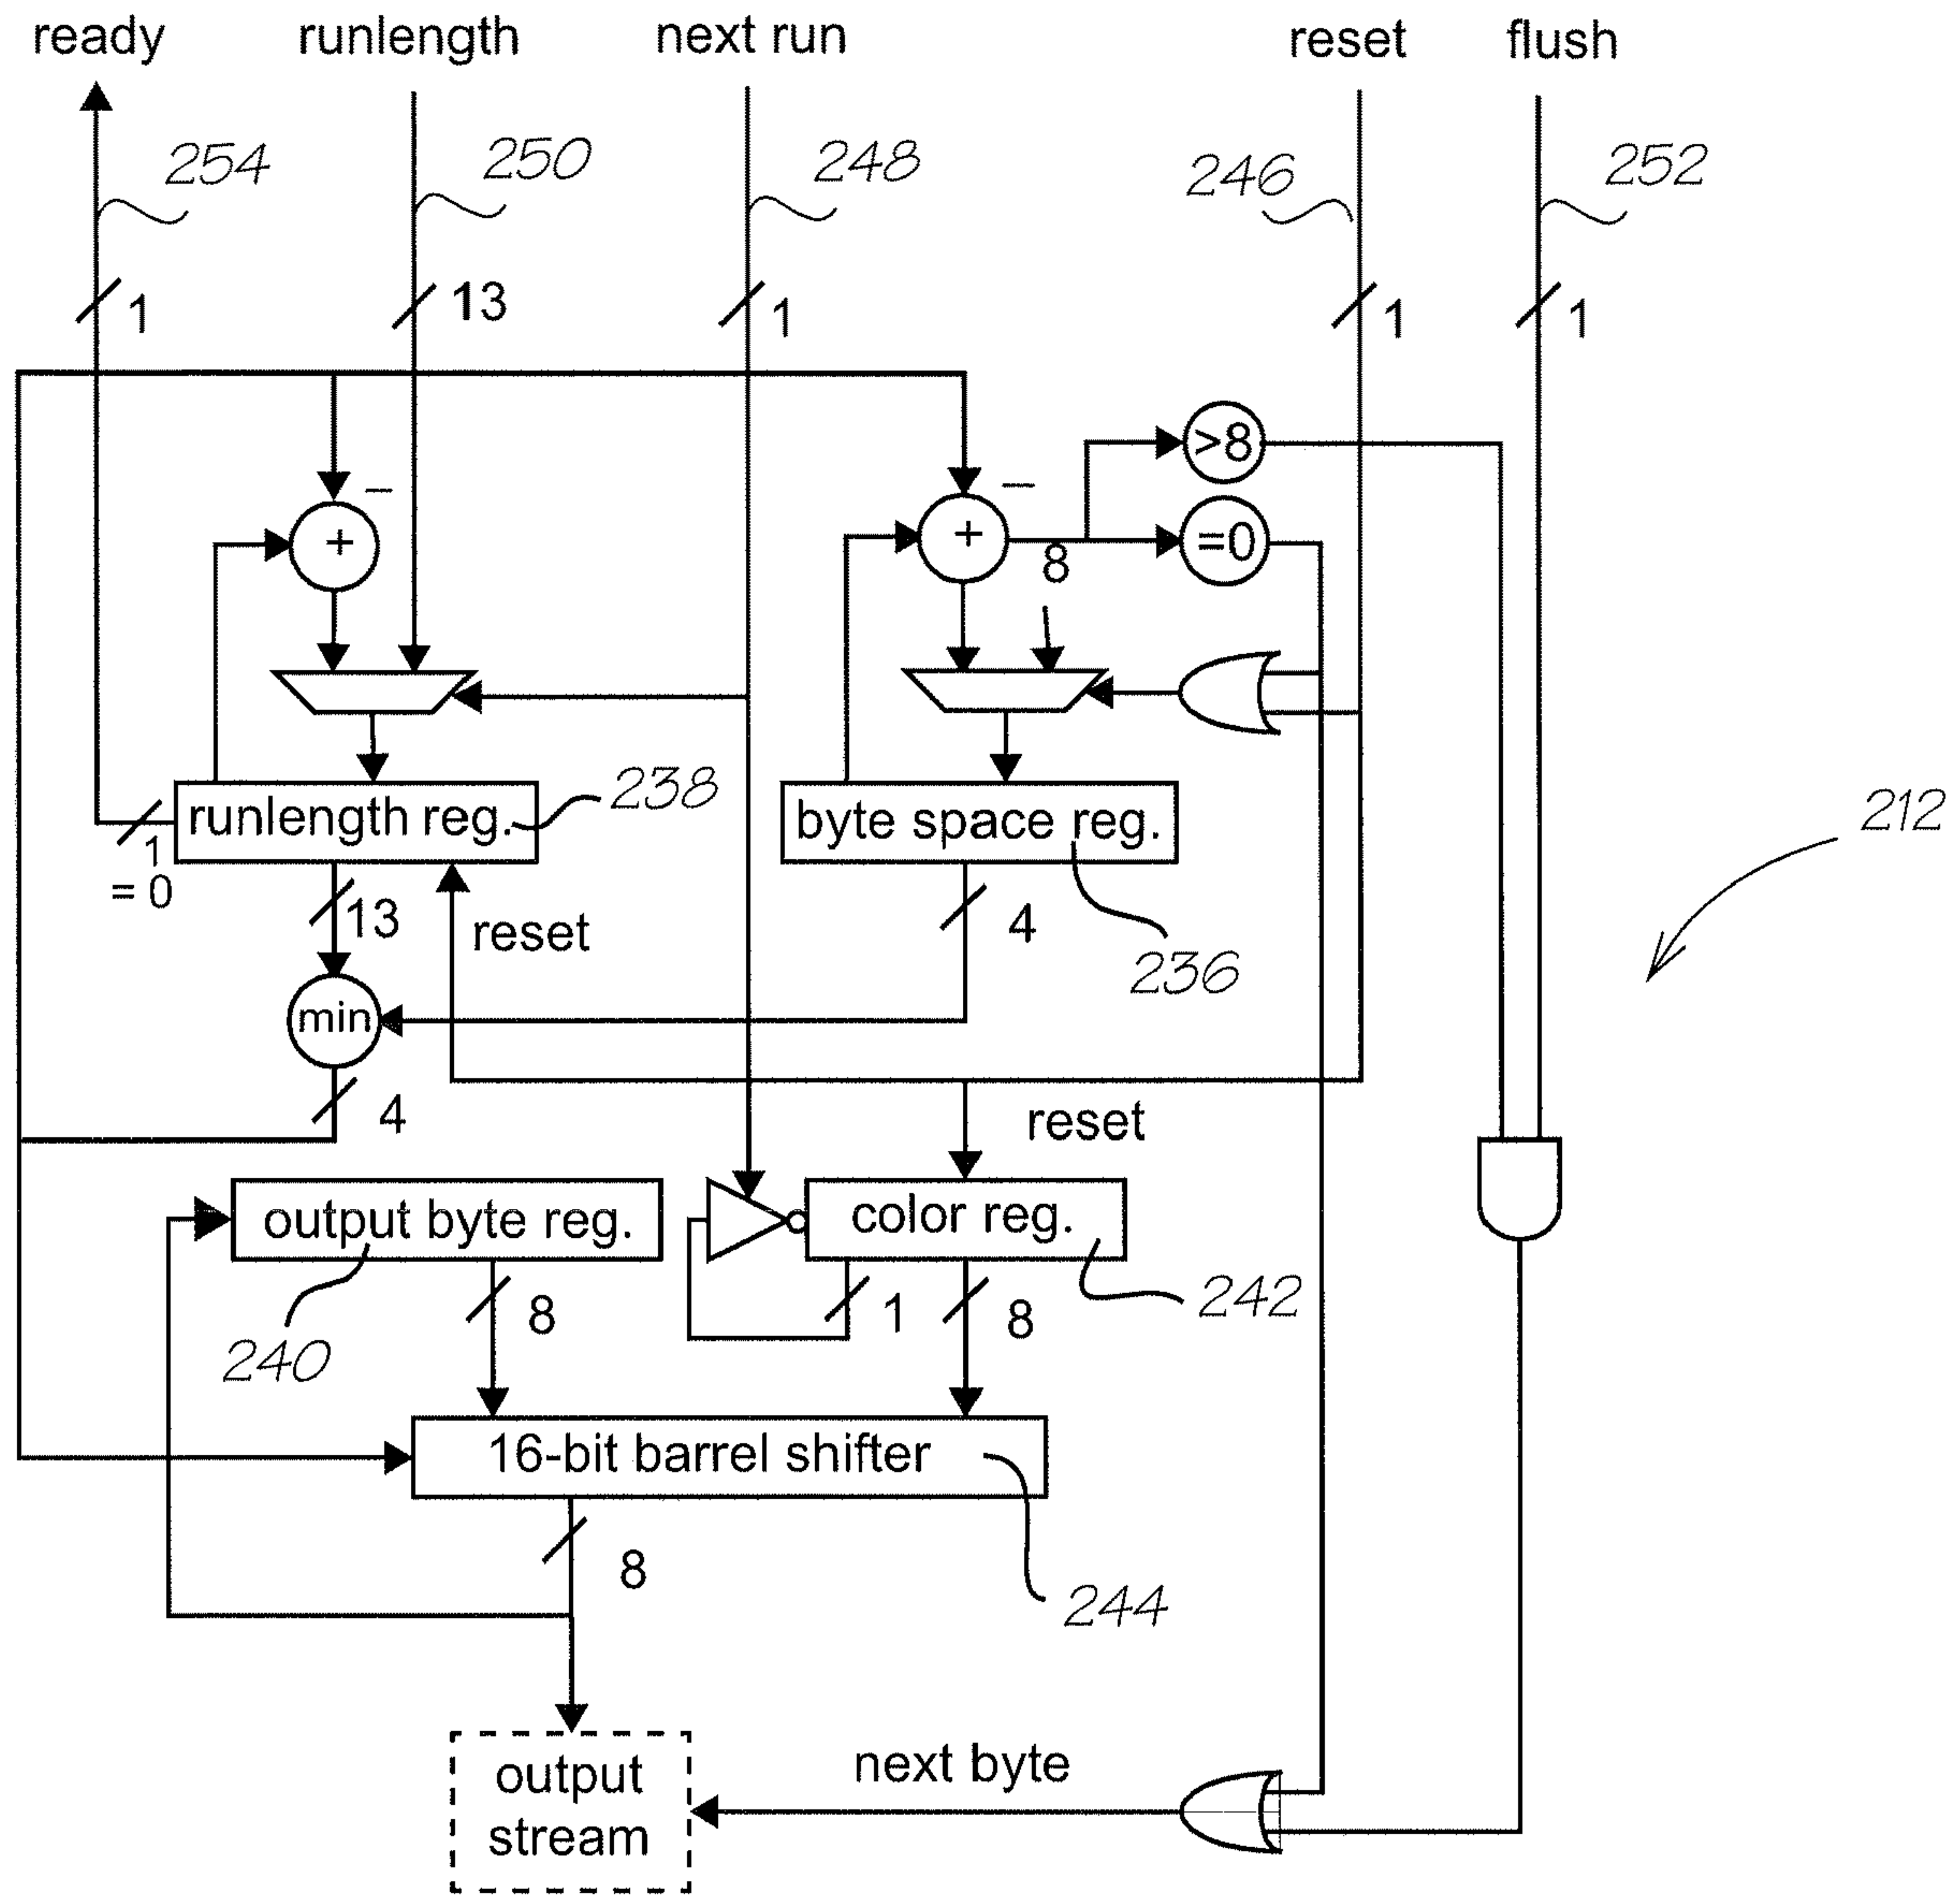 ready runlength next run reset flush
254 250 248 246 252
1 13 1 1 1
− −
>8
+ + =0
8
runlength reg. 238 byte space reg. 212
1
= 0 13 reset 4 236
min
4 reset
output byte reg. color reg.
240 8 1 8 242
16-bit barrel shifter
8 244
output
stream
next byte